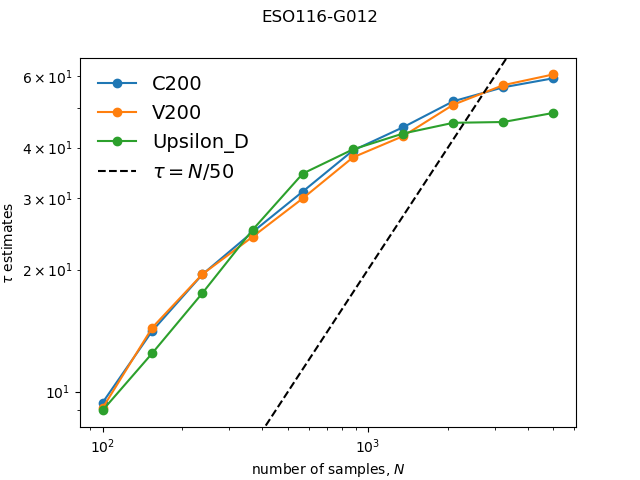 ESO116-G012
C200
V200
Upsilon_D
τ = N/50
6 × 10¹
4 × 10¹
3 × 10¹
2 × 10¹
10¹
τ estimates
10² 10³
number of samples, N